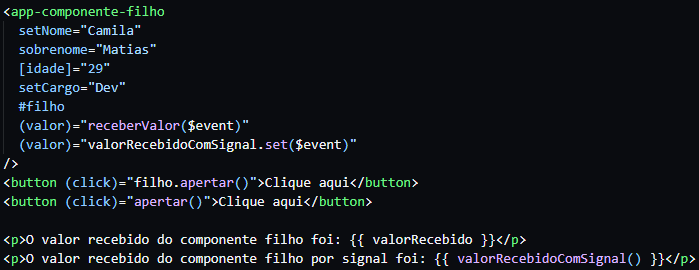 <app-componente-filho
setNome="Camila"
sobrenome="Matias"
[idade]="29"
setCargo="Dev"
#filho
(valor)="receberValor($event)"
(valor)="valorRecebidoComSignal.set($event)"
/>
<button (click)="filho.apertar()">Clique aqui</button>
<button (click)="apertar()">Clique aqui</button>
<p>O valor recebido do componente filho foi: {{ valorRecebido }}</p>
<p>O valor recebido do componente filho por signal foi: {{ valorRecebidoComSignal() }}</p>